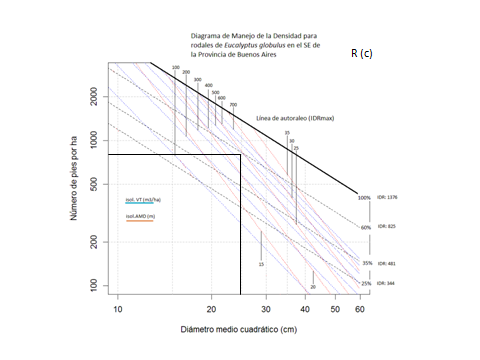 Diagrama de Manejo de la Densidad para
rodales de Eucalyptus globulus en el SE de
la Provincia de Buenos Aires
R (c)
100
200
300
400
500
600
700
Línea de autoraleo (IDRmax)
35
30
25
2000
1000
500
200
100
Número de pies por ha
isol. VT (m3/ha)
isol.AMD (m)
100%
IDR: 1376
60%
IDR: 825
35%
IDR: 481
25%
IDR: 344
15
20
10
20
30
40
50
60
Diámetro medio cuadrático (cm)